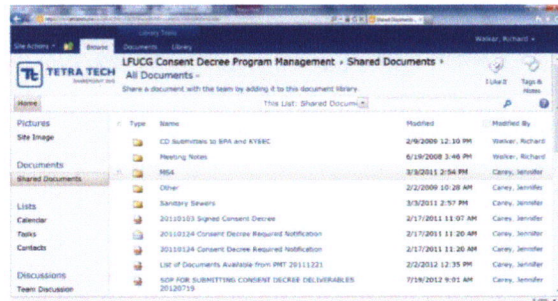 Shared Documents...
Library Tools
Site Actions
Browse
Documents
Library
Walker, Richard
TETRA TECH
LFUCG Consent Decree Program Management › Shared Documents ›
All Documents
Share a document with the team by adding it to this document library.
I Like It
Tags & Notes
Home
This List: Shared Docume
Pictures
Site Image
Documents
Shared Documents
Lists
Calendar
Tasks
Contacts
Discussions
Team Discussion
Type Name Modified Modified By
CD Submittals to EPA and KYEEC 2/9/2009 12:10 PM Walker, Richard
Meeting Notes 6/19/2008 3:46 PM Walker, Richard
MS4 3/3/2011 2:54 PM Carey, Jennifer
Other 2/2/2009 10:28 AM Carey, Jennifer
Sanitary Sewers 3/3/2011 2:57 PM Carey, Jennifer
20110103 Signed Consent Decree 2/17/2011 11:07 AM Carey, Jennifer
20110124 Consent Decree Required Notification 2/17/2011 11:20 AM Carey, Jennifer
20110124 Consent Decree Required Notification 2/17/2011 11:20 AM Carey, Jennifer
List of Documents Available from PMT 20111221 2/2/2012 12:35 PM Carey, Jennifer
SOP FOR SUBMITTING CONSENT DECREE DELIVERABLES 20120719 7/19/2012 9:01 AM Carey, Jennifer